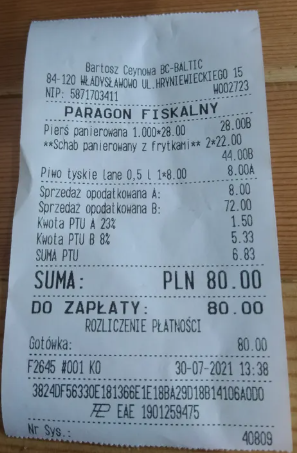 Bartosz Ceynowa BC-BALTIC
84-120 WŁADYSŁAWOWO UL.HRYNIEWIECKIEGO 15
NIP: 5871703411 W002723
PARAGON FISKALNY
Pierś panierowana 1.000*28.00 28.00B
**Schab panierowany z frytkami** 2*22.00
44.00B
Piwo tyskie lane 0,5 l 1*8.00 8.00A
Sprzedaż opodatkowana A: 8.00
Sprzedaż opodatkowana B: 72.00
Kwota PTU A 23% 1.50
Kwota PTU B 8% 5.33
SUMA PTU 6.83
SUMA: PLN 80.00
DO ZAPŁATY: 80.00
ROZLICZENIE PŁATNOŚCI
Gotówka: 80.00
F2645 #001 KO 30-07-2021 13:38
3824DF56330E181366E1E18BA29D18B14106A0D0
EAE 1901259475
Nr Sys.: 40809